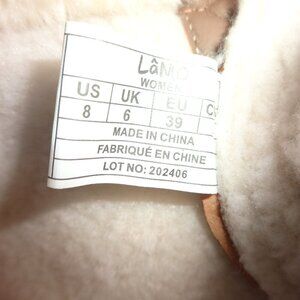 WOMEN
US UK EU
8 6 39
MADE IN CHINA
FABRIQUÉ EN CHINE
LOT NO: 202406